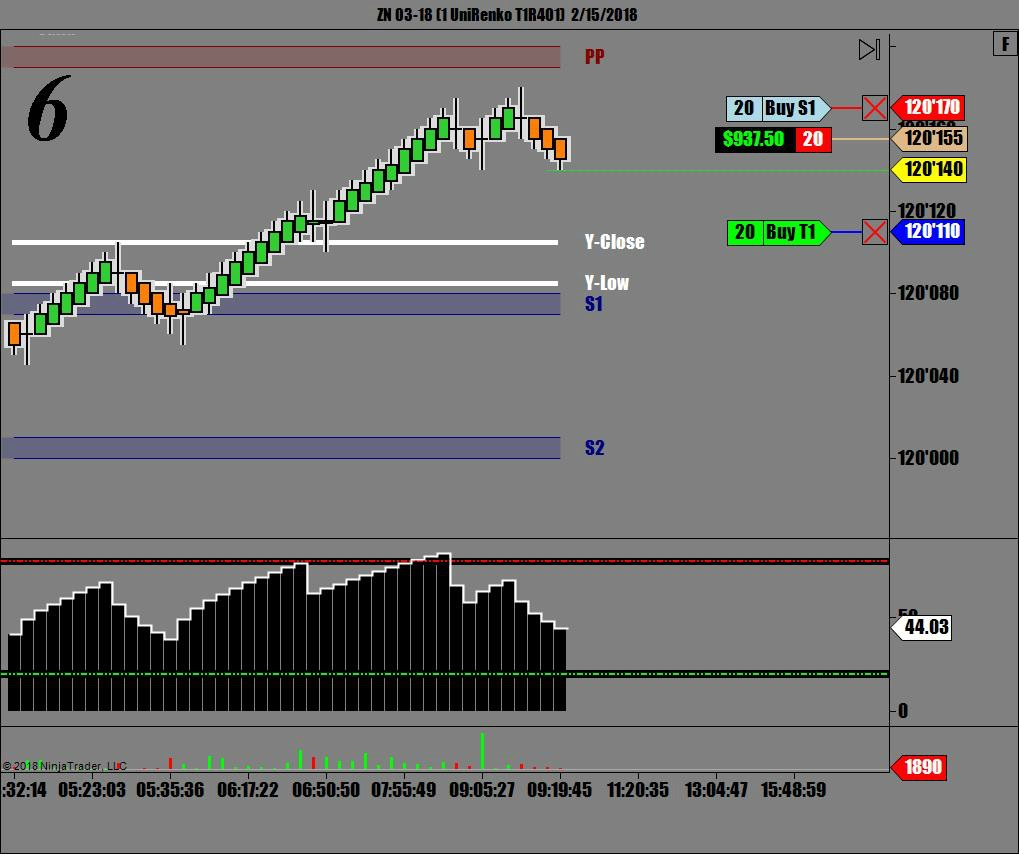 ZN 03-18 (1 UniRenko T1R401) 2/15/2018
F
PP
6
20 Buy S1
120'170
$937.50 20
120'155
120'140
120'120
20 Buy T1
120'110
Y-Close
Y-Low
120'080
S1
120'040
S2
120'000
50
44.03
0
© 2018 NinjaTrader, LLC
1890
:32:14 05:23:03 05:35:36 06:17:22 06:50:50 07:55:49 09:05:27 09:19:45 11:20:35 13:04:47 15:48:59